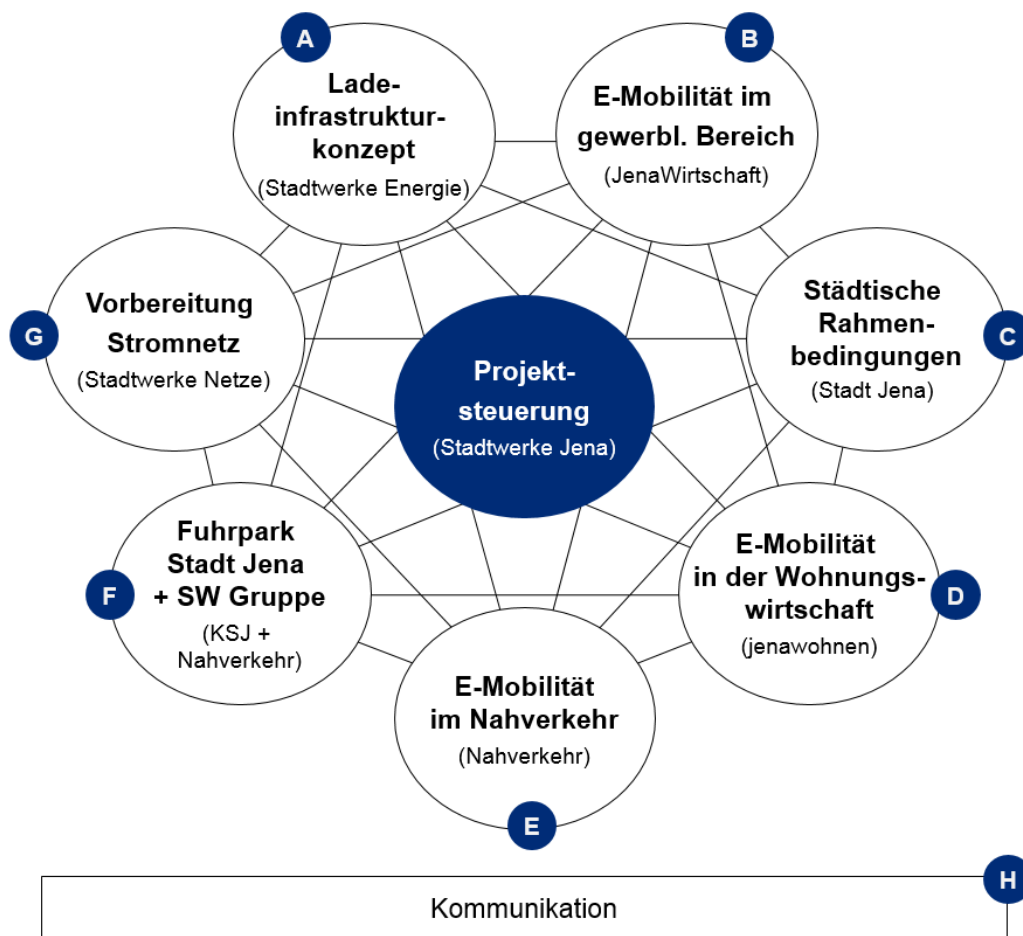 A
Lade-
infrastruktur-
konzept
(Stadtwerke Energie)
B
E-Mobilität im
gewerbl. Bereich
(JenaWirtschaft)
C
Städtische
Rahmen-
bedingungen
(Stadt Jena)
G
Vorbereitung
Stromnetz
(Stadtwerke Netze)
Projekt-
steuerung
(Stadtwerke Jena)
F
Fuhrpark
Stadt Jena
+ SW Gruppe
(KSJ +
Nahverkehr)
D
E-Mobilität
in der Wohnungs-
wirtschaft
(jenawohnen)
E-Mobilität
im Nahverkehr
(Nahverkehr)
E
H
Kommunikation